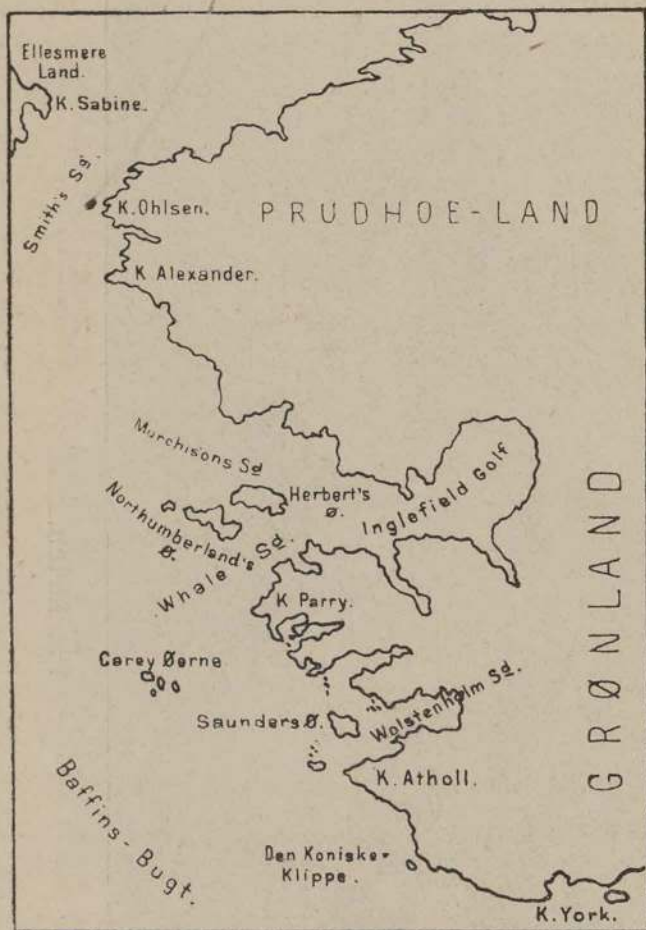 Ellesmere
Land.
K. Sabine.
Smith's Sg.
K. Ohlsen.
PRUDHOE-LAND
K Alexander.
Murchisons Sd
Herbert's
Ø.
Inglefield Golf
Northumberland's
Ø.
Whale Sd.
K Parry.
Carey Øerne
Saunders Ø.
Wolstenholm Sd.
GRØNLAND
K. Atholl.
Baffins-Bugt.
Den Koniske
Klippe.
K. York.